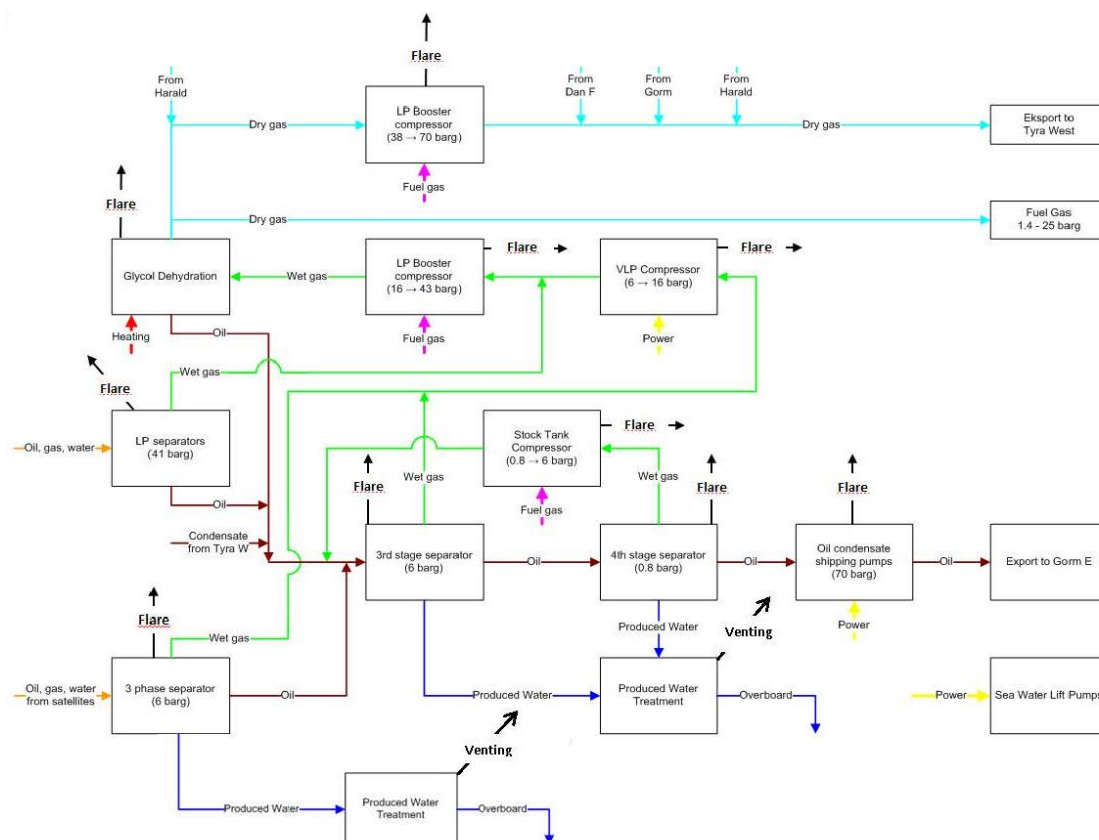 Flare
From
Harald
From
Dan F
From
Gorm
From
Harald
Dry gas
LP Booster
compressor
(38 → 70 barg)
Dry gas
Eksport to
Tyra West
Fuel gas
Flare
Dry gas
Fuel Gas
1.4 - 25 barg
Glycol Dehydration
Wet gas
LP Booster
compressor
(16 → 43 barg)
Flare
VLP Compressor
(6 → 16 barg)
Flare
Heating
Oil
Fuel gas
Power
Flare
Wet gas
Oil, gas, water
LP separators
(41 barg)
Stock Tank
Compressor
(0.8 → 6 barg)
Flare
Oil
Flare
Wet gas
Wet gas
Flare
Flare
Fuel gas
Condensate
from Tyra W
3rd stage separator
(6 barg)
Oil
4th stage separator
(0.8 barg)
Oil
Oil condensate
shipping pumps
(70 barg)
Oil
Export to Gorm E
Flare
Wet gas
Produced Water
Venting
Power
Oil, gas, water
from satellites
3 phase separator
(6 barg)
Oil
Produced Water
Produced Water
Treatment
Overboard
Power
Sea Water Lift Pumps
Venting
Produced Water
Produced Water
Treatment
Overboard